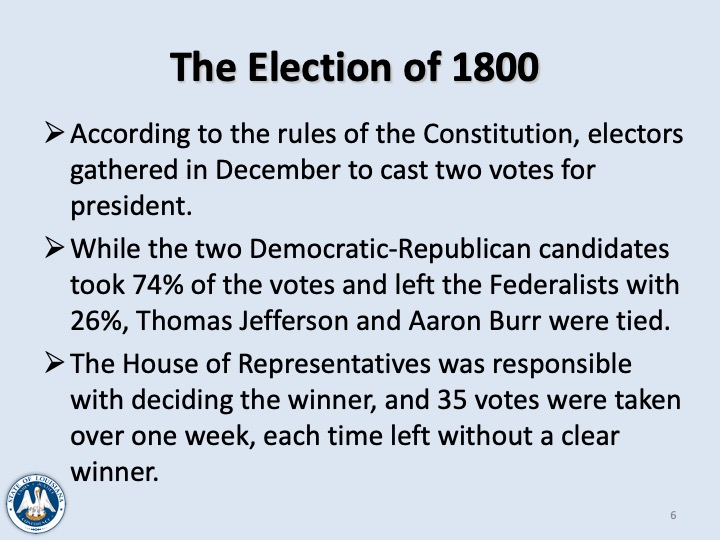 The Election of 1800
➢ According to the rules of the Constitution, electors
gathered in December to cast two votes for
president.
➢ While the two Democratic-Republican candidates
took 74% of the votes and left the Federalists with
26%, Thomas Jefferson and Aaron Burr were tied.
➢ The House of Representatives was responsible
with deciding the winner, and 35 votes were taken
over one week, each time left without a clear
winner.
STATE OF LOUISIANA
6